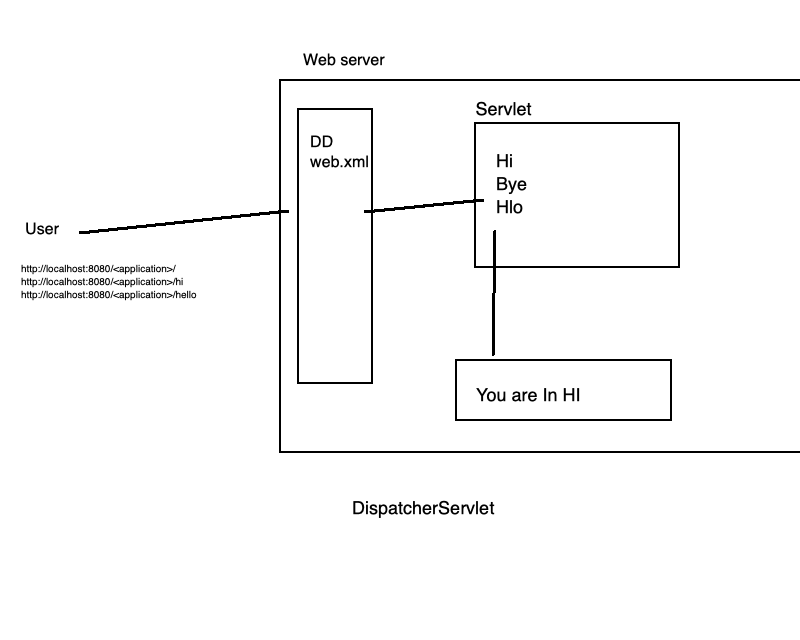 Web server
Servlet
DD
web.xml
Hi
Bye
Hlo
User
http://localhost:8080/<application>/
http://localhost:8080/<application>/hi
http://localhost:8080/<application>/hello
You are In HI
DispatcherServlet